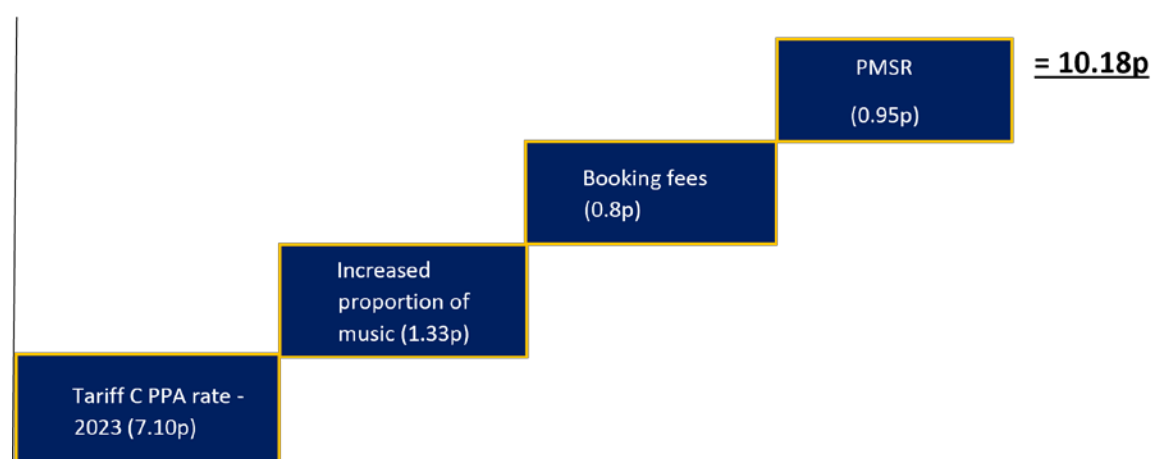 PMSR
(0.95p)
= 10.18p
Booking fees
(0.8p)
Increased
proportion of
music (1.33p)
Tariff C PPA rate -
2023 (7.10p)